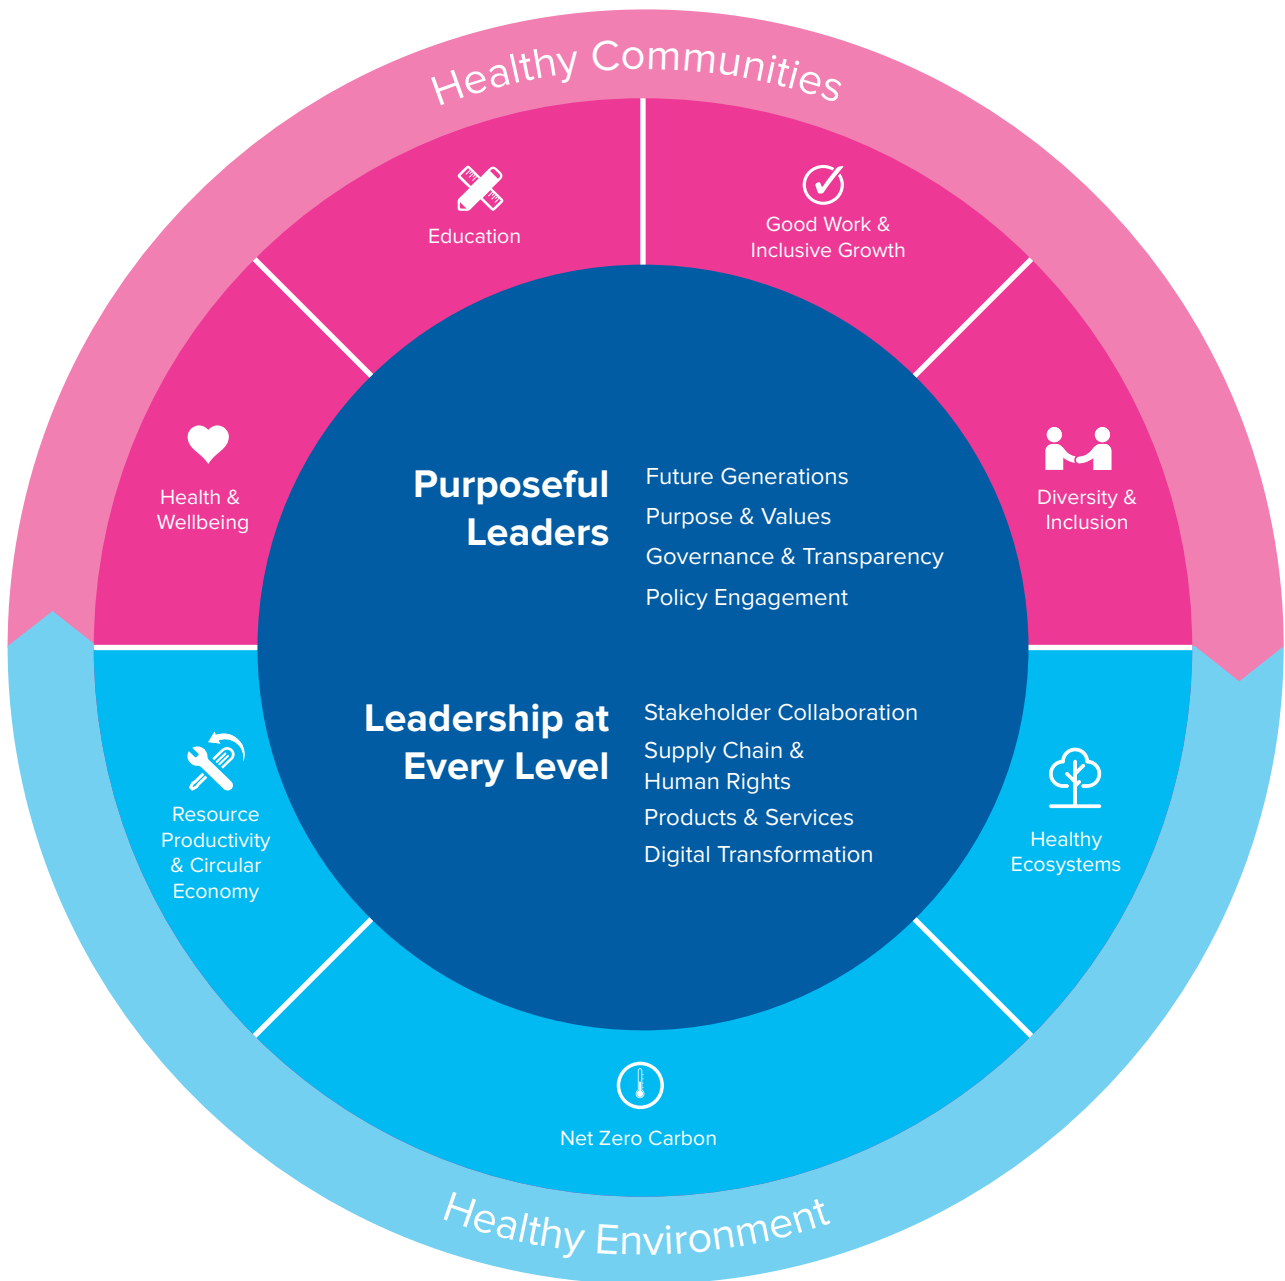 Healthy Communities
Education
Good Work &
Inclusive Growth
Health &
Wellbeing
Diversity &
Inclusion
Purposeful
Leaders
Future Generations
Purpose & Values
Governance & Transparency
Policy Engagement
Leadership at
Every Level
Stakeholder Collaboration
Supply Chain &
Human Rights
Products & Services
Digital Transformation
Resource
Productivity
& Circular
Economy
Healthy
Ecosystems
Net Zero Carbon
Healthy Environment